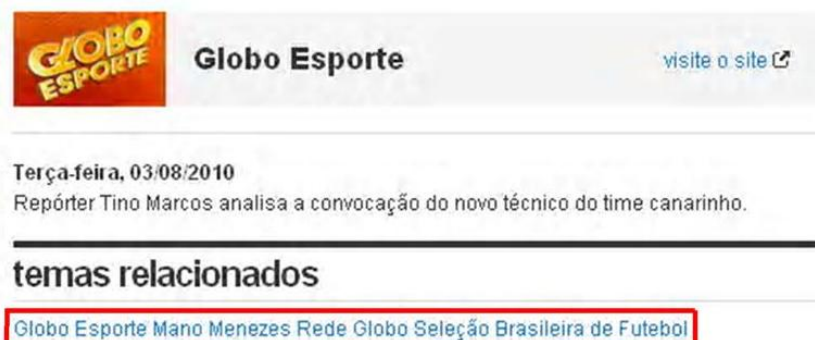 GLOBO
ESPORTE
Globo Esporte
visite o site
Terça-feira, 03/08/2010
Repórter Tino Marcos analisa a convocação do novo técnico do time canarinho.
temas relacionados
Globo Esporte Mano Menezes Rede Globo Seleção Brasileira de Futebol